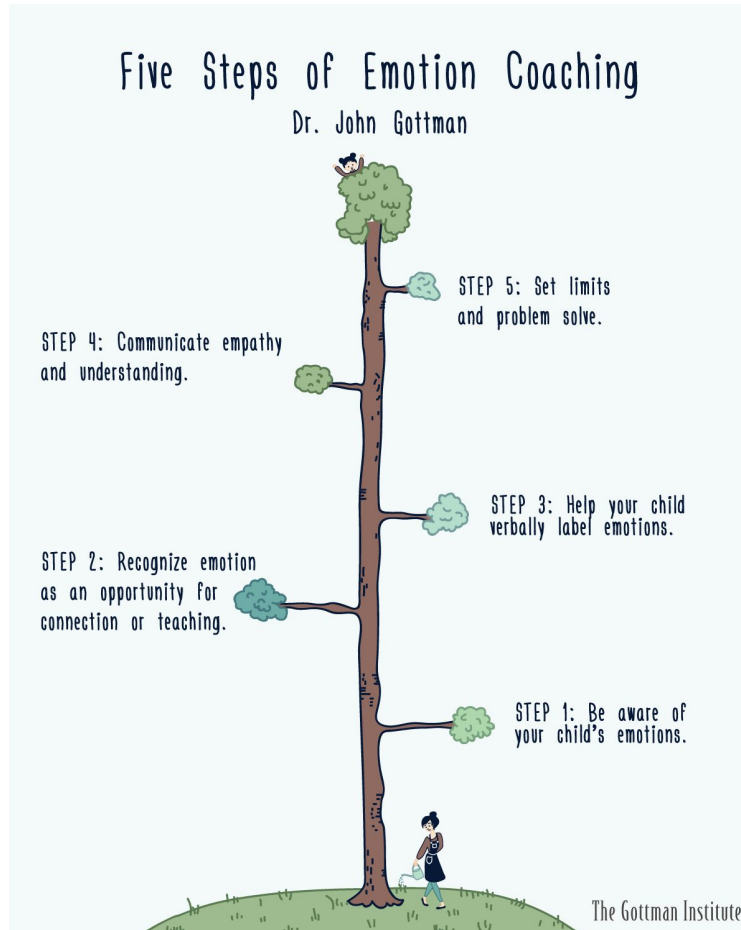 Five Steps of Emotion Coaching
Dr. John Gottman
STEP 5: Set limits
and problem solve.
STEP 4: Communicate empathy
and understanding.
STEP 3: Help your child
verbally label emotions.
STEP 2: Recognize emotion
as an opportunity for
connection or teaching.
STEP 1: Be aware of
your child's emotions.
The Gottman Institute